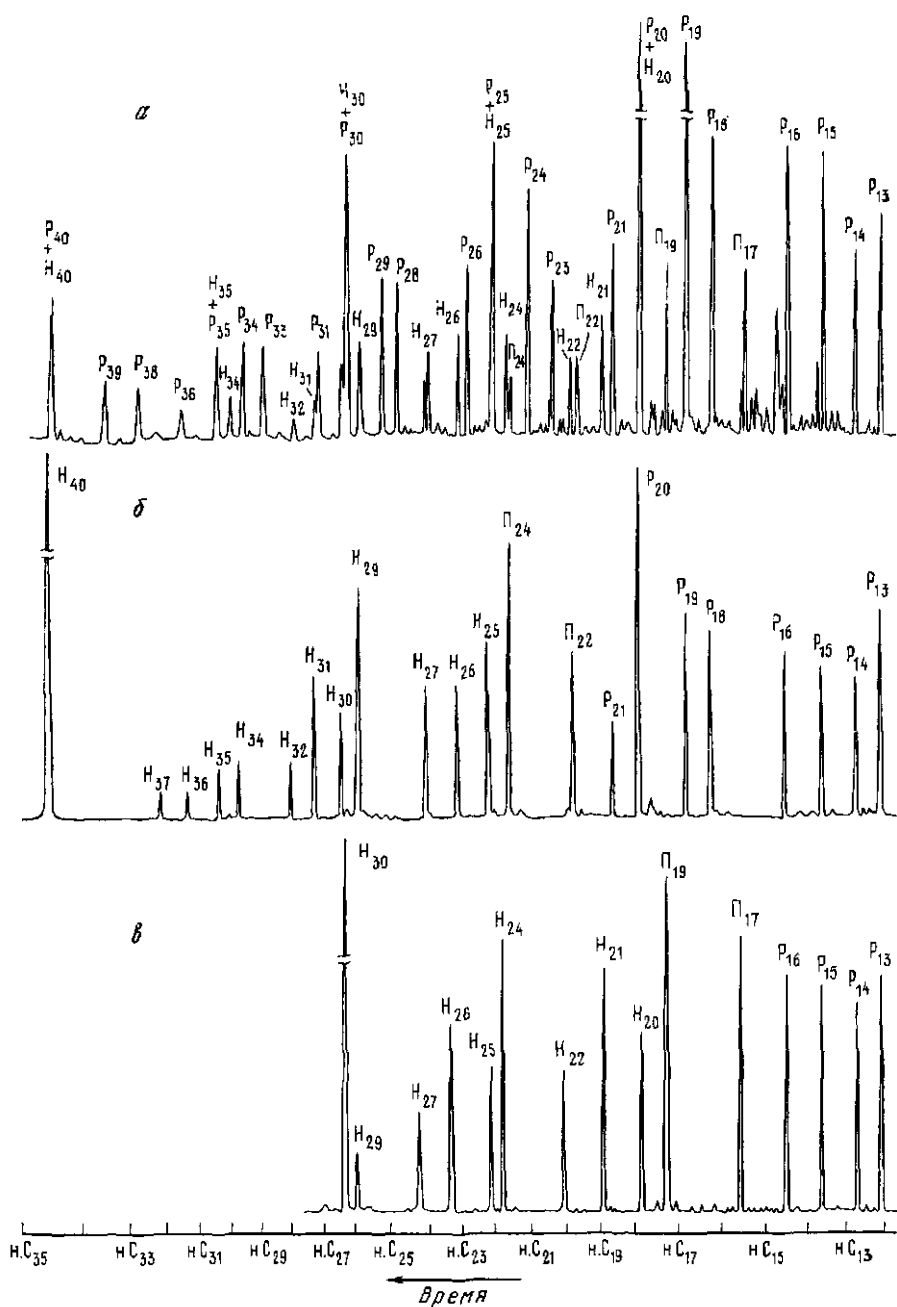 а
P40 + H40
P39
P38
P36
H35 + P35
H34
P34
P33
H32
H31
P31
H30 + P30
H29
P29
P28
H27
H26
P26
P25 + H25
H24
П24
P24
P23
H22
П22
H21
P21
P20 + H20
П19
P19
P18
П17
P16
P15
P14
P13
б
H40
H37
H36
H35
H34
H32
H31
H30
H29
H27
H26
H25
П24
П22
P21
P20
P19
P18
P16
P15
P14
P13
в
H30
H29
H27
H26
H25
H24
H22
H21
H20
П19
П17
P16
P15
P14
P13
н.C35 н.C33 н.C31 н.C29 н.C27 н.C25 н.C23 н.C21 н.C19 н.C17 н.C15 н.C13
Время